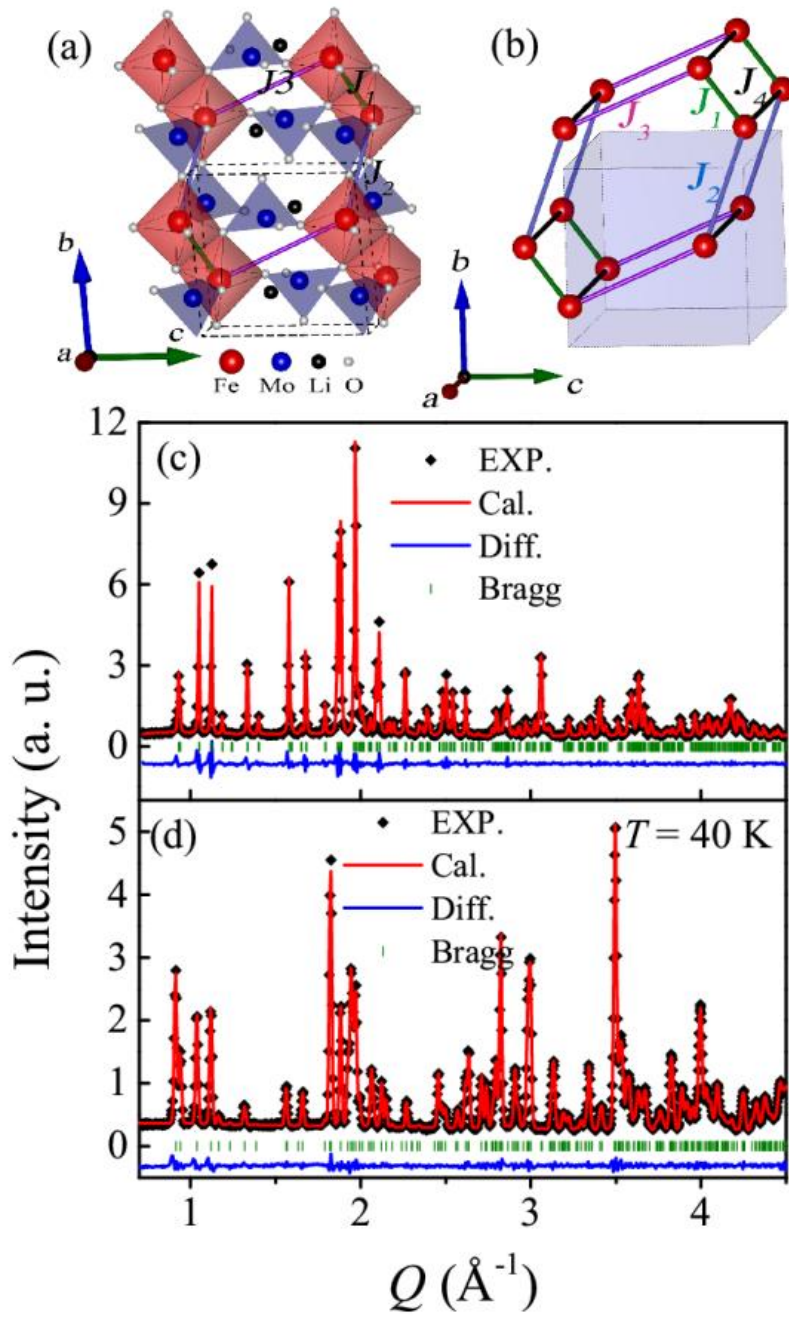 (a)
J3
J1
J2
b
c
a
Fe Mo Li O
(b)
J4
J1
J3
J2
b
a
c
(c)
EXP.
Cal.
Diff.
Bragg
12
9
6
3
0
(d)
EXP.
T = 40 K
Cal.
Diff.
Bragg
5
4
3
2
1
0
Intensity (a. u.)
1 2 3 4
Q (Å⁻¹)